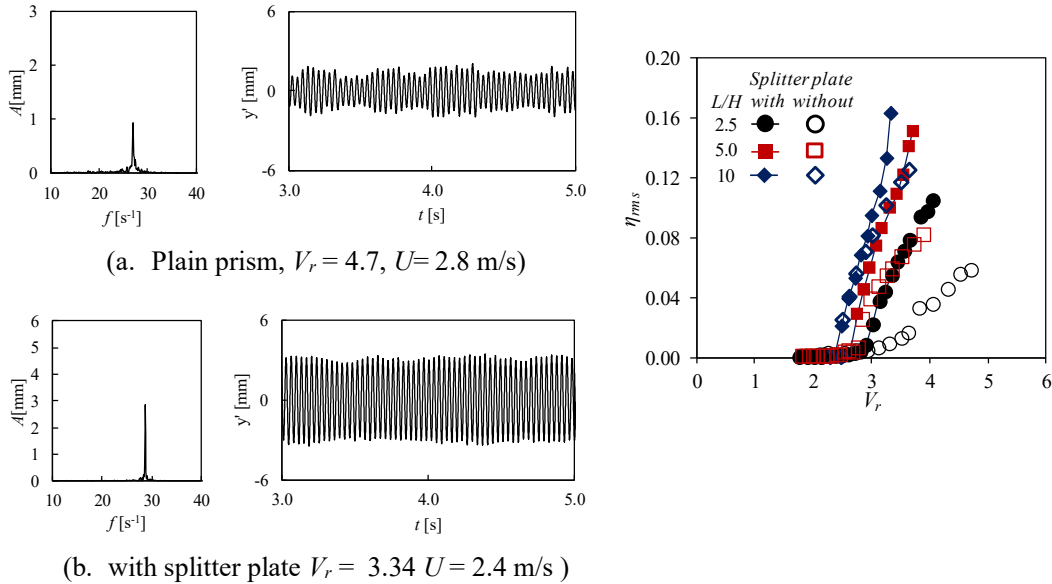 3
2
1
0
10 20 30 40
A[mm]
f [s⁻¹]
6
0
-6
3.0 4.0 5.0
y' [mm]
t [s]
(a. Plain prism, Vr = 4.7, U= 2.8 m/s)
6
5
4
3
2
1
0
10 20 30 40
A[mm]
f [s⁻¹]
6
0
-6
3.0 4.0 5.0
y' [mm]
t [s]
(b. with splitter plate Vr = 3.34 U = 2.4 m/s )
0.20
0.16
0.12
0.08
0.04
0.00
0 1 2 3 4 5 6
ηrms
Vr
Splitter plate
L/H with without
2.5
5.0
10